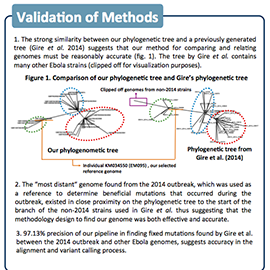 Validation of Methods
1. The strong similarity between our phylogenetic tree and a previously generated
tree (Gire et al. 2014) suggests that our method for comparing and relating
genomes must be reasonably accurate (fig. 1). The tree by Gire et al. contains
many other Ebola strains (clipped off for visualization purposes).
Figure 1. Comparison of our phylogenetic tree and Gire's phylogenetic tree
Clipped off genomes from non-2014 strains
Our phylogenometic tree
Phylogenetic tree from
Gire et al. [2014]
Individual KM034550 (EM095) , our selected
reference genome
2. The "most distant" genome found from the 2014 outbreak, which was used as
a reference to determine beneficial mutations that occurred during the
outbreak, existed in close proximity on the phylogenetic tree to the start of
branch of the non-2014 strains used in Gire et al. thus suggesting that the
methodology design to find our genome was both effective and accurate.
3. 97.13% precision of our pipeline in finding fixed mutations found by Gire et al.
between the 2014 outbreak and other Ebola genomes, suggests accuracy in the
alignment and variant calling process.